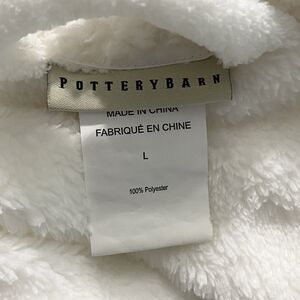 POTTERYBARN
MADE IN CHINA
FABRIQUÉ EN CHINE
L
100% Polyester